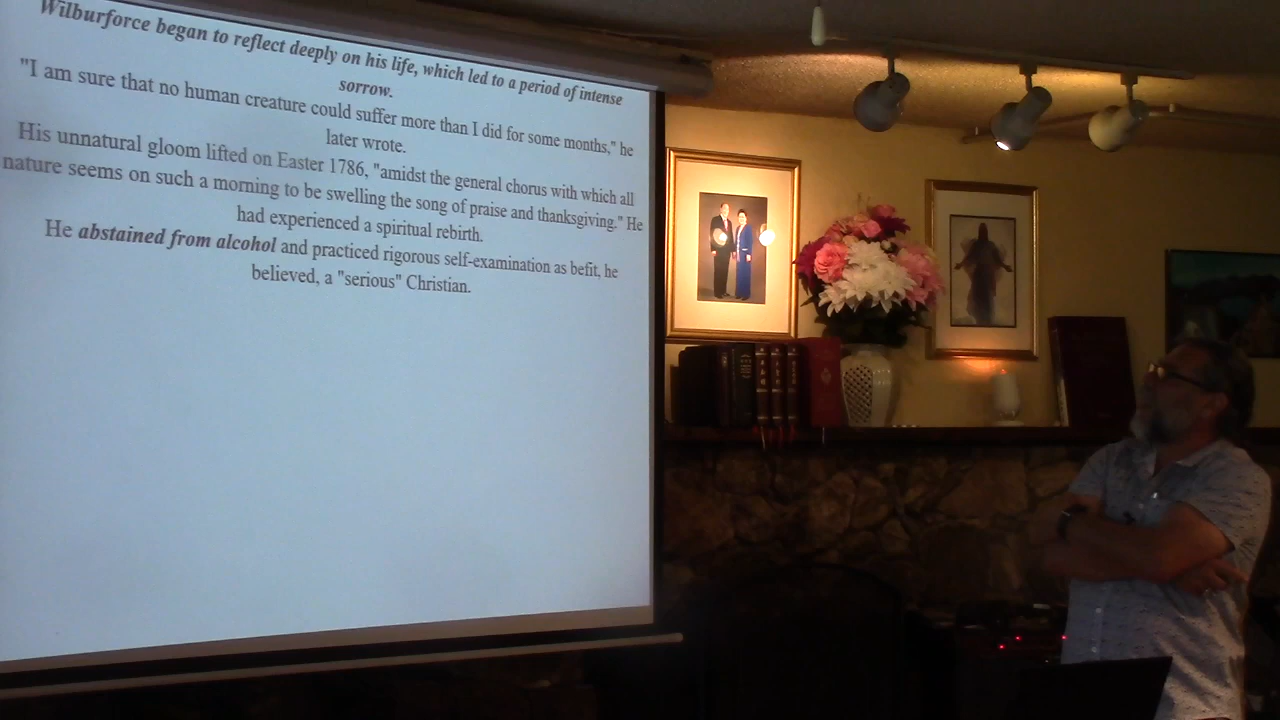 Wilburforce began to reflect deeply on his life, which led to a period of intense
sorrow.
"I am sure that no human creature could suffer more than I did for some months," he
later wrote.
His unnatural gloom lifted on Easter 1786, "amidst the general chorus with which all
nature seems on such a morning to be swelling the song of praise and thanksgiving." He
had experienced a spiritual rebirth.
He abstained from alcohol and practiced rigorous self-examination as befit, he
believed, a "serious" Christian.